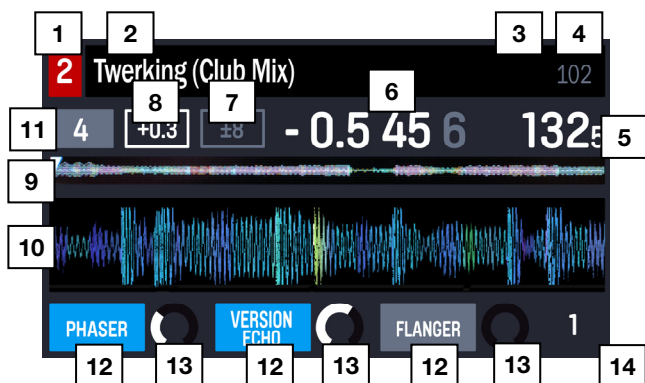 1 2 3 4
2 Twerking (Club Mix) 102
8 7 6
11 4 +0.3 ±8 - 0.5 45 6 132 5 5
9
10
PHASER VERSION ECHO FLANGER 1
12 13 12 13 12 13 14